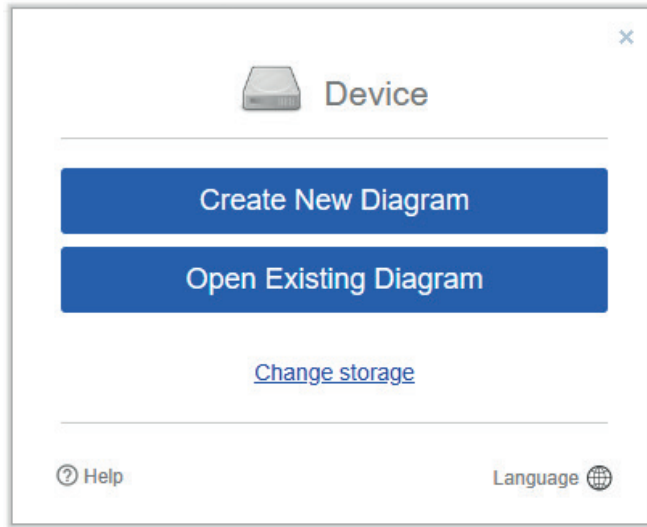 Device
Create New Diagram
Open Existing Diagram
Change storage
Help
Language